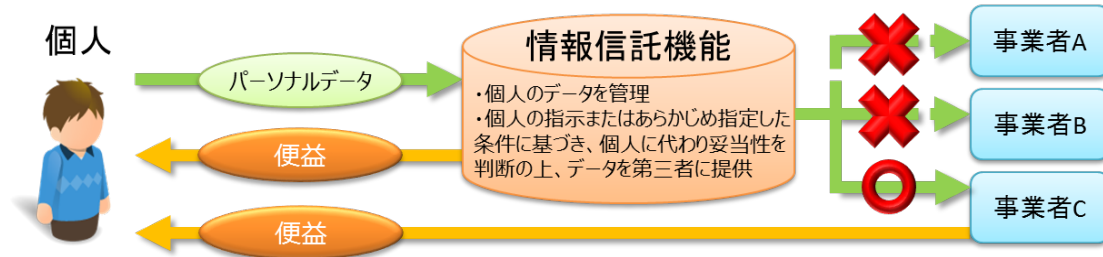 個人
パーソナルデータ
便益
便益
情報信託機能
・個人のデータを管理
・個人の指示またはあらかじめ指定した
条件に基づき、個人に代わり妥当性を
判断の上、データを第三者に提供
事業者A
事業者B
事業者C